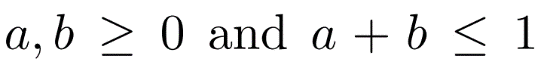 a, b ≥ 0 and a + b ≤ 1